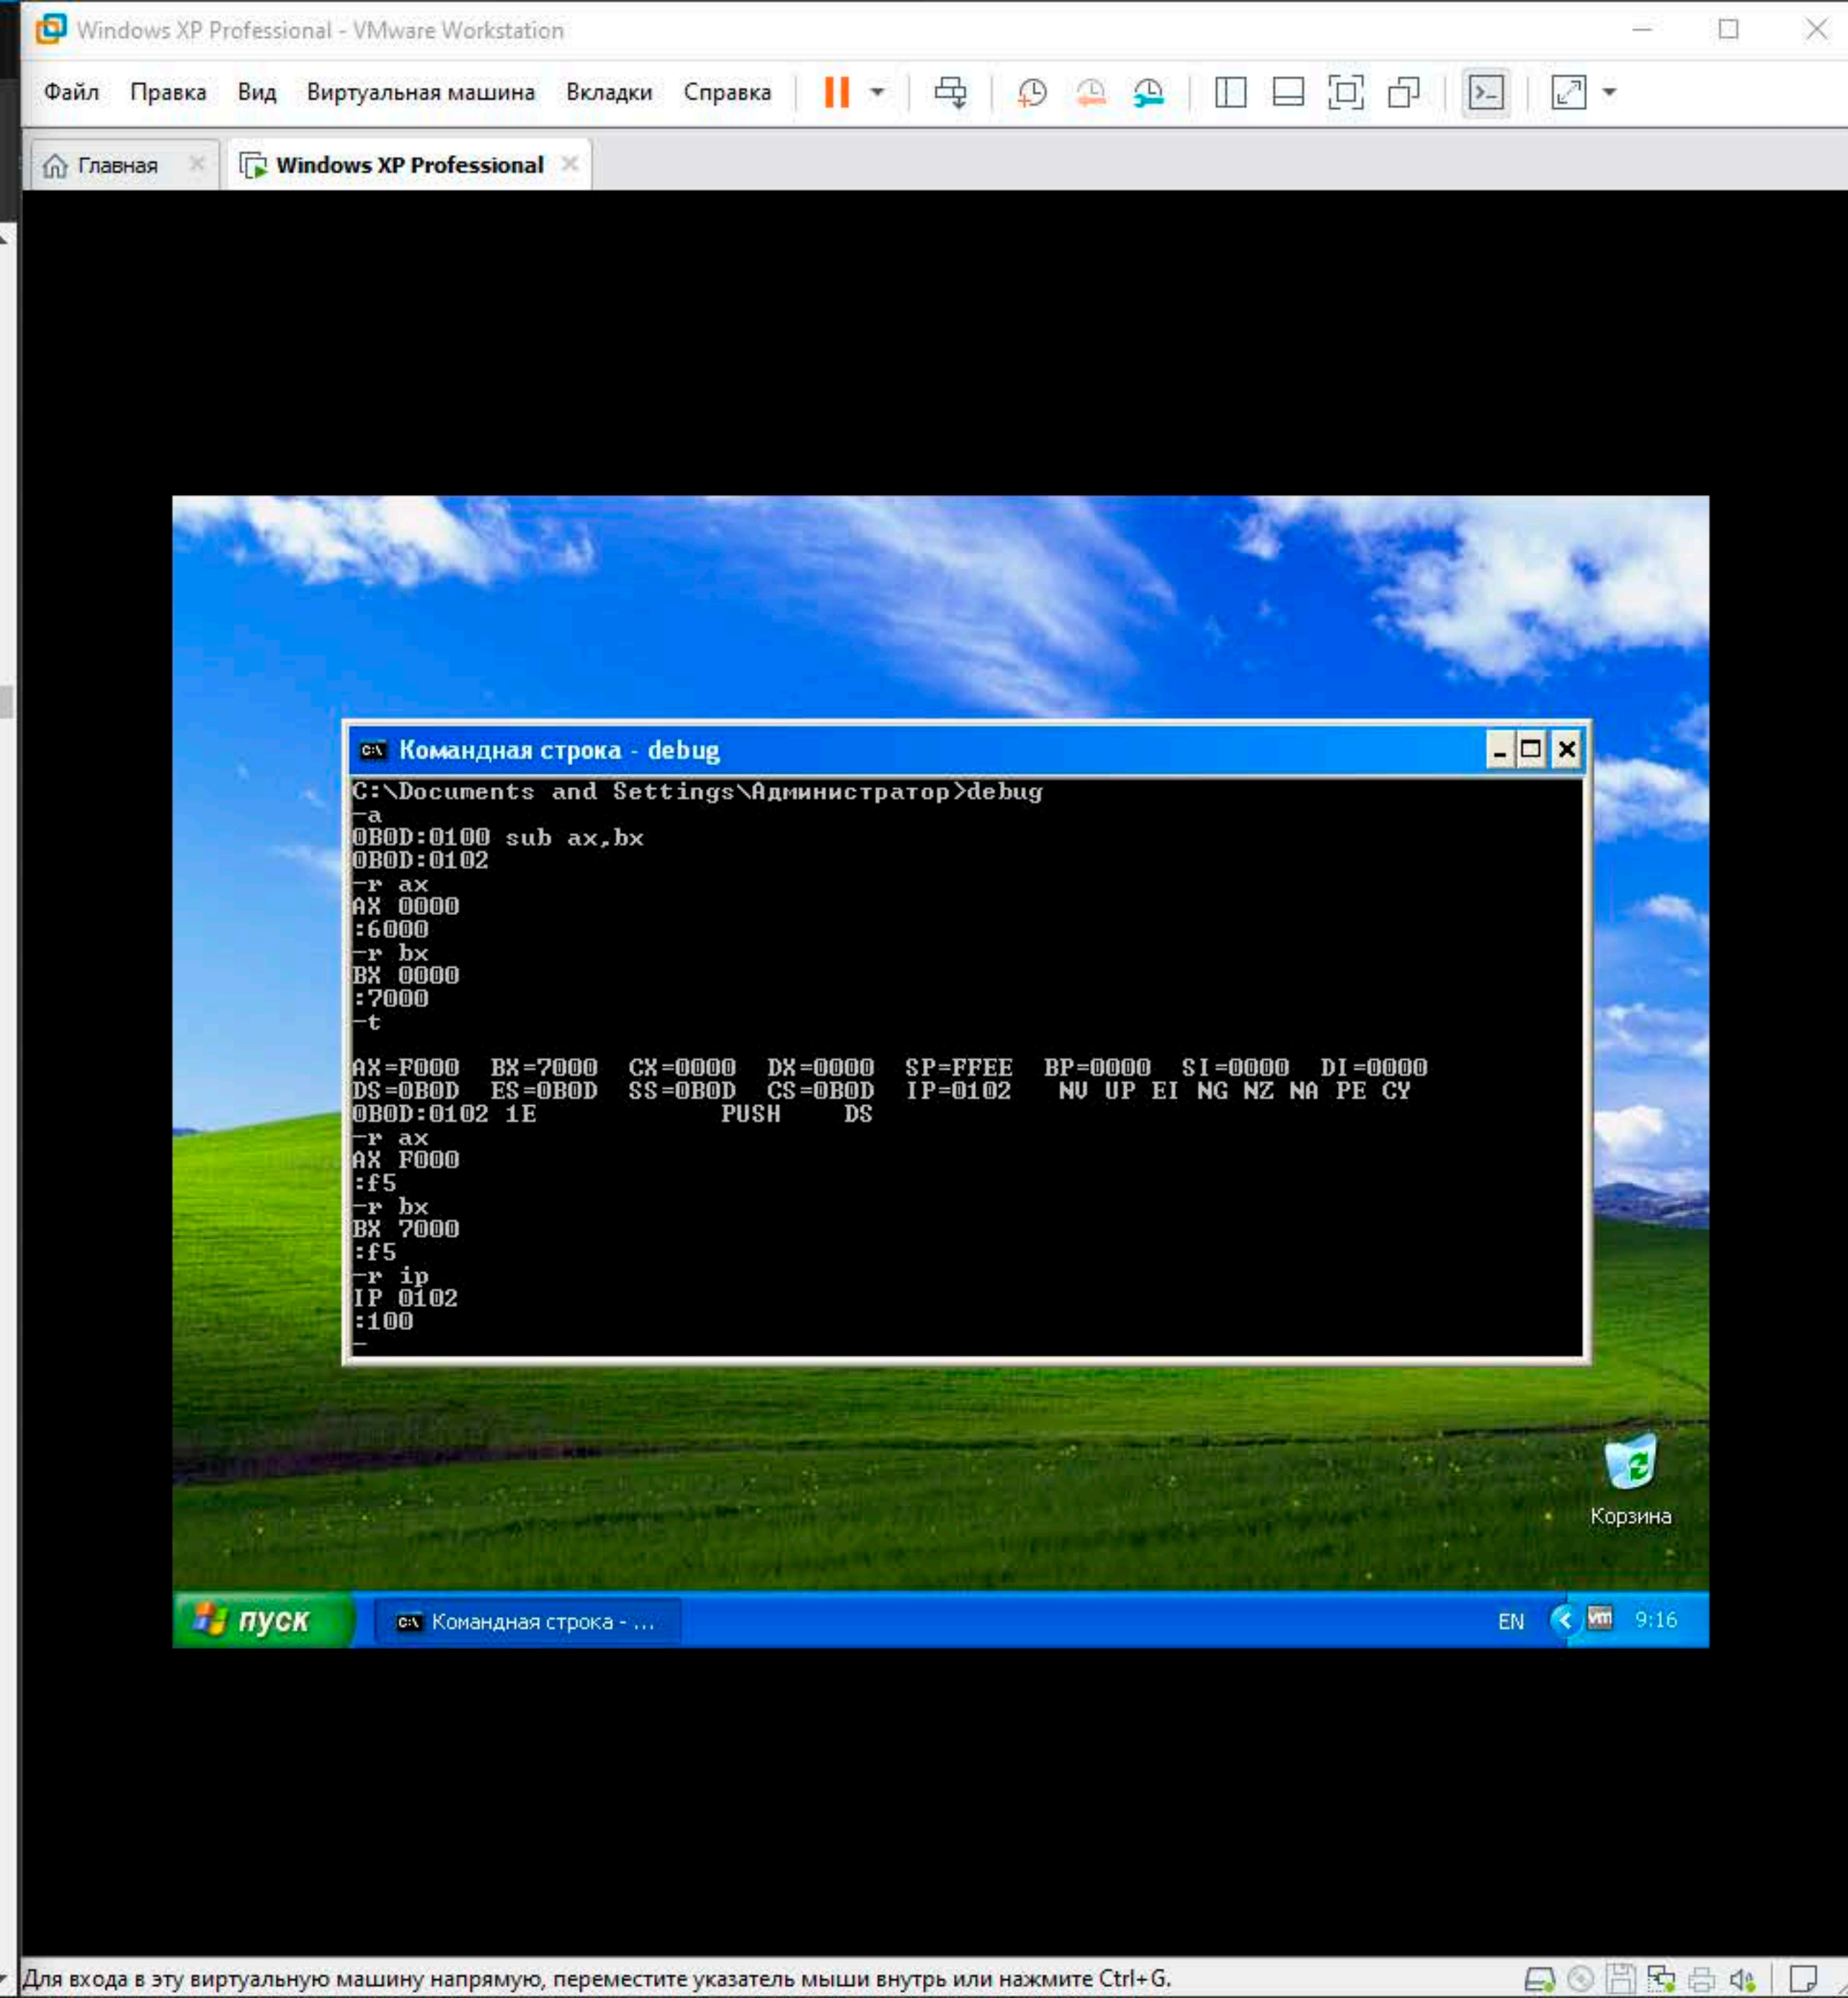 Windows XP Professional - VMware Workstation
Файл Правка Вид Виртуальная машина Вкладки Справка
Главная Windows XP Professional
Командная строка - debug
C:\Documents and Settings\Администратор>debug
-a
0B0D:0100 sub ax,bx
0B0D:0102
-r ax
AX 0000
:6000
-r bx
BX 0000
:7000
-t
AX=F000 BX=7000 CX=0000 DX=0000 SP=FFEE BP=0000 SI=0000 DI=0000
DS=0B0D ES=0B0D SS=0B0D CS=0B0D IP=0102 NV UP EI NG NZ NA PE CY
0B0D:0102 1E PUSH DS
-r ax
AX F000
:f5
-r bx
BX 7000
:f5
-r ip
IP 0102
:100
-
Корзина
пуск Командная строка - ... EN vm 9:16
Для входа в эту виртуальную машину напрямую, переместите указатель мыши внутрь или нажмите Ctrl+G.